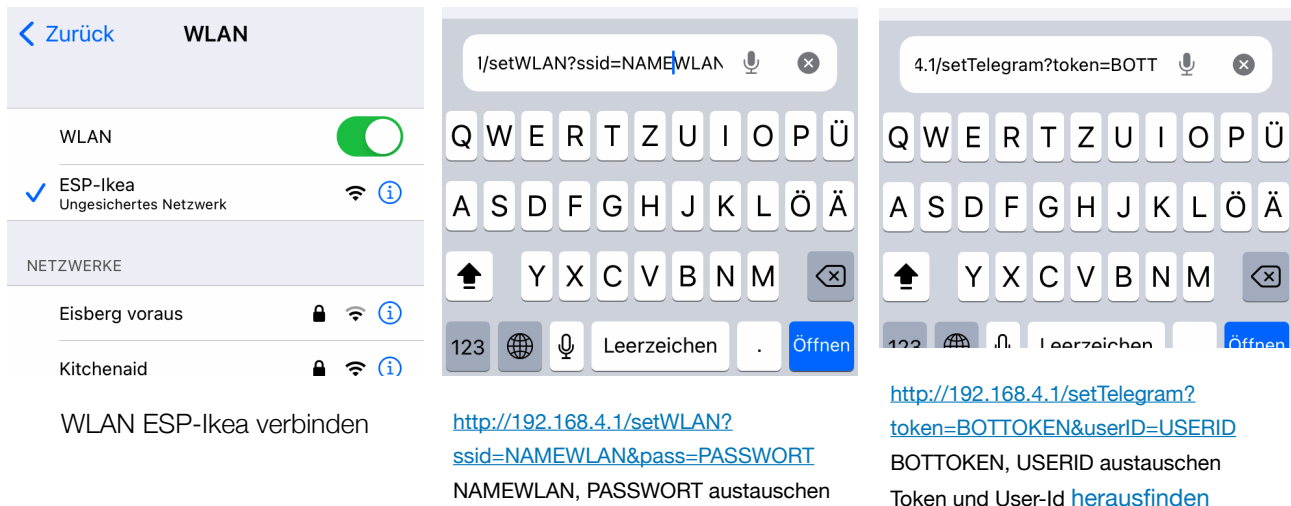 Zurück
WLAN
WLAN
ESP-Ikea
Ungesichertes Netzwerk
NETZWERKE
Eisberg voraus
Kitchenaid
WLAN ESP-Ikea verbinden
1/setWLAN?ssid=NAMEWLAN
Q W E R T Z U I O P Ü
A S D F G H J K L Ö Ä
Y X C V B N M
123 Leerzeichen . Öffnen
http://192.168.4.1/setWLAN?
ssid=NAMEWLAN&pass=PASSWORT
NAMEWLAN, PASSWORT austauschen
4.1/setTelegram?token=BOTT
Q W E R T Z U I O P Ü
A S D F G H J K L Ö Ä
Y X C V B N M
123 Leerzeichen Öffnen
http://192.168.4.1/setTelegram?
token=BOTTOKEN&userID=USERID
BOTTOKEN, USERID austauschen
Token und User-Id herausfinden